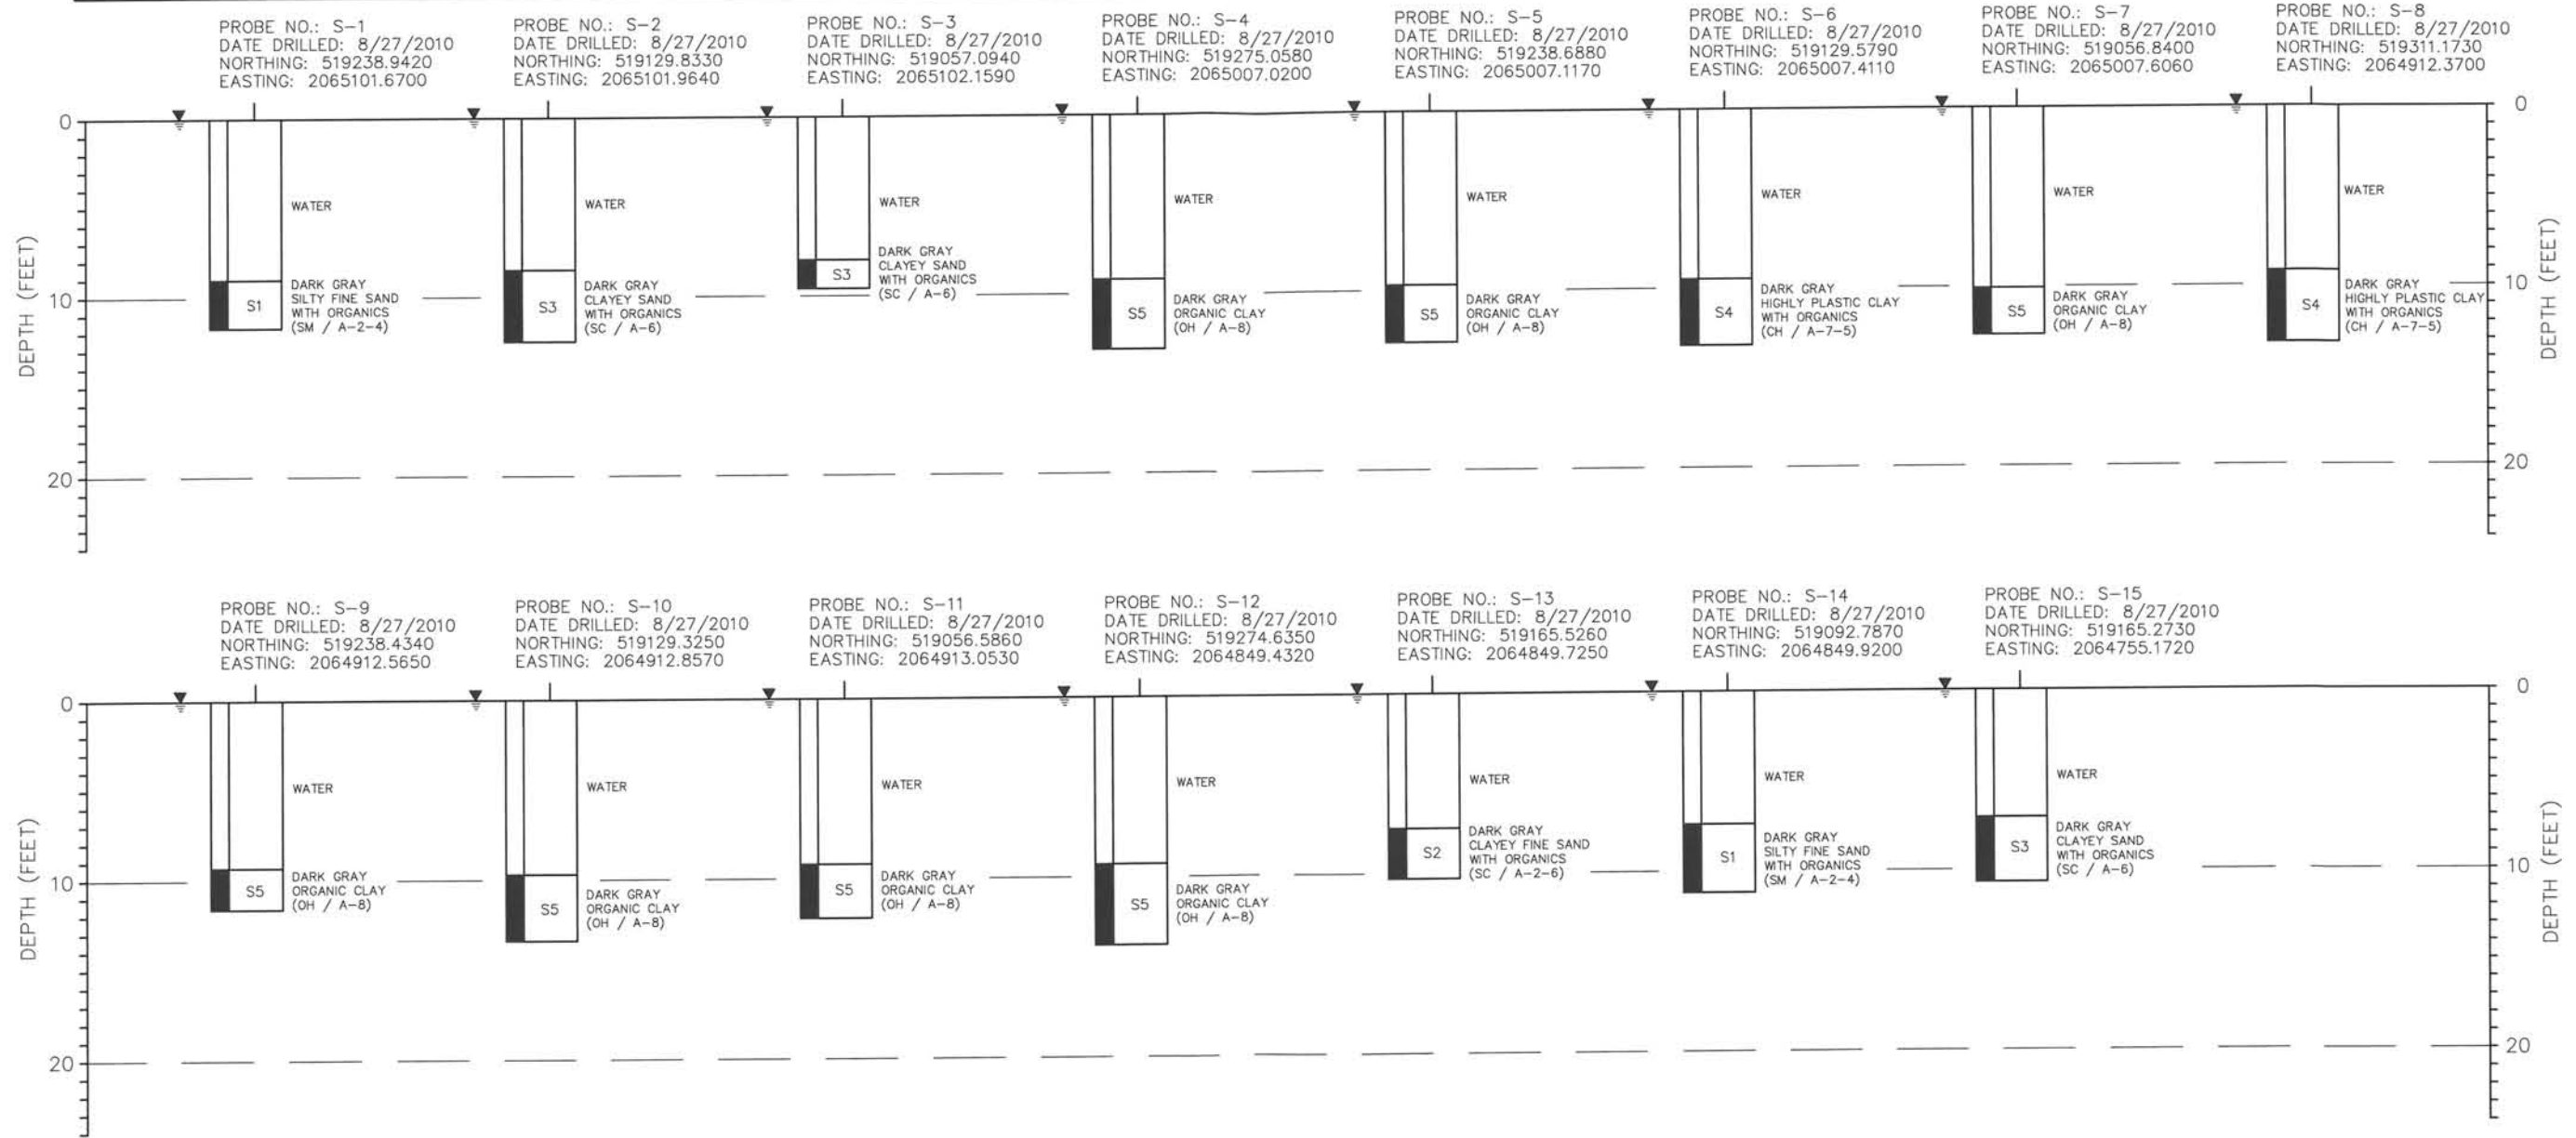 PROBE NO.: S-1
DATE DRILLED: 8/27/2010
NORTHING: 519238.9420
EASTING: 2065101.6700
PROBE NO.: S-2
DATE DRILLED: 8/27/2010
NORTHING: 519129.8330
EASTING: 2065101.9640
PROBE NO.: S-3
DATE DRILLED: 8/27/2010
NORTHING: 519057.0940
EASTING: 2065102.1590
PROBE NO.: S-4
DATE DRILLED: 8/27/2010
NORTHING: 519275.0580
EASTING: 2065007.0200
PROBE NO.: S-5
DATE DRILLED: 8/27/2010
NORTHING: 519238.6880
EASTING: 2065007.1170
PROBE NO.: S-6
DATE DRILLED: 8/27/2010
NORTHING: 519129.5790
EASTING: 2065007.4110
PROBE NO.: S-7
DATE DRILLED: 8/27/2010
NORTHING: 519056.8400
EASTING: 2065007.6060
PROBE NO.: S-8
DATE DRILLED: 8/27/2010
NORTHING: 519311.1730
EASTING: 2064912.3700
DEPTH (FEET)
0
10
20
WATER
S1
DARK GRAY
SILTY FINE SAND
WITH ORGANICS
(SM / A-2-4)
WATER
S3
DARK GRAY
CLAYEY SAND
WITH ORGANICS
(SC / A-6)
WATER
S3
DARK GRAY
CLAYEY SAND
WITH ORGANICS
(SC / A-6)
WATER
S5
DARK GRAY
ORGANIC CLAY
(OH / A-8)
WATER
S5
DARK GRAY
ORGANIC CLAY
(OH / A-8)
WATER
S4
DARK GRAY
HIGHLY PLASTIC CLAY
WITH ORGANICS
(CH / A-7-5)
WATER
S5
DARK GRAY
ORGANIC CLAY
(OH / A-8)
WATER
S4
DARK GRAY
HIGHLY PLASTIC CLAY
WITH ORGANICS
(CH / A-7-5)
0
10
20
DEPTH (FEET)
PROBE NO.: S-9
DATE DRILLED: 8/27/2010
NORTHING: 519238.4340
EASTING: 2064912.5650
PROBE NO.: S-10
DATE DRILLED: 8/27/2010
NORTHING: 519129.3250
EASTING: 2064912.8570
PROBE NO.: S-11
DATE DRILLED: 8/27/2010
NORTHING: 519056.5860
EASTING: 2064913.0530
PROBE NO.: S-12
DATE DRILLED: 8/27/2010
NORTHING: 519274.6350
EASTING: 2064849.4320
PROBE NO.: S-13
DATE DRILLED: 8/27/2010
NORTHING: 519165.5260
EASTING: 2064849.7250
PROBE NO.: S-14
DATE DRILLED: 8/27/2010
NORTHING: 519092.7870
EASTING: 2064849.9200
PROBE NO.: S-15
DATE DRILLED: 8/27/2010
NORTHING: 519165.2730
EASTING: 2064755.1720
DEPTH (FEET)
0
10
20
WATER
S5
DARK GRAY
ORGANIC CLAY
(OH / A-8)
WATER
S5
DARK GRAY
ORGANIC CLAY
(OH / A-8)
WATER
S5
DARK GRAY
ORGANIC CLAY
(OH / A-8)
WATER
S5
DARK GRAY
ORGANIC CLAY
(OH / A-8)
WATER
S2
DARK GRAY
CLAYEY FINE SAND
WITH ORGANICS
(SC / A-2-6)
WATER
S1
DARK GRAY
SILTY FINE SAND
WITH ORGANICS
(SM / A-2-4)
WATER
S3
DARK GRAY
CLAYEY SAND
WITH ORGANICS
(SC / A-6)
0
10
20
DEPTH (FEET)